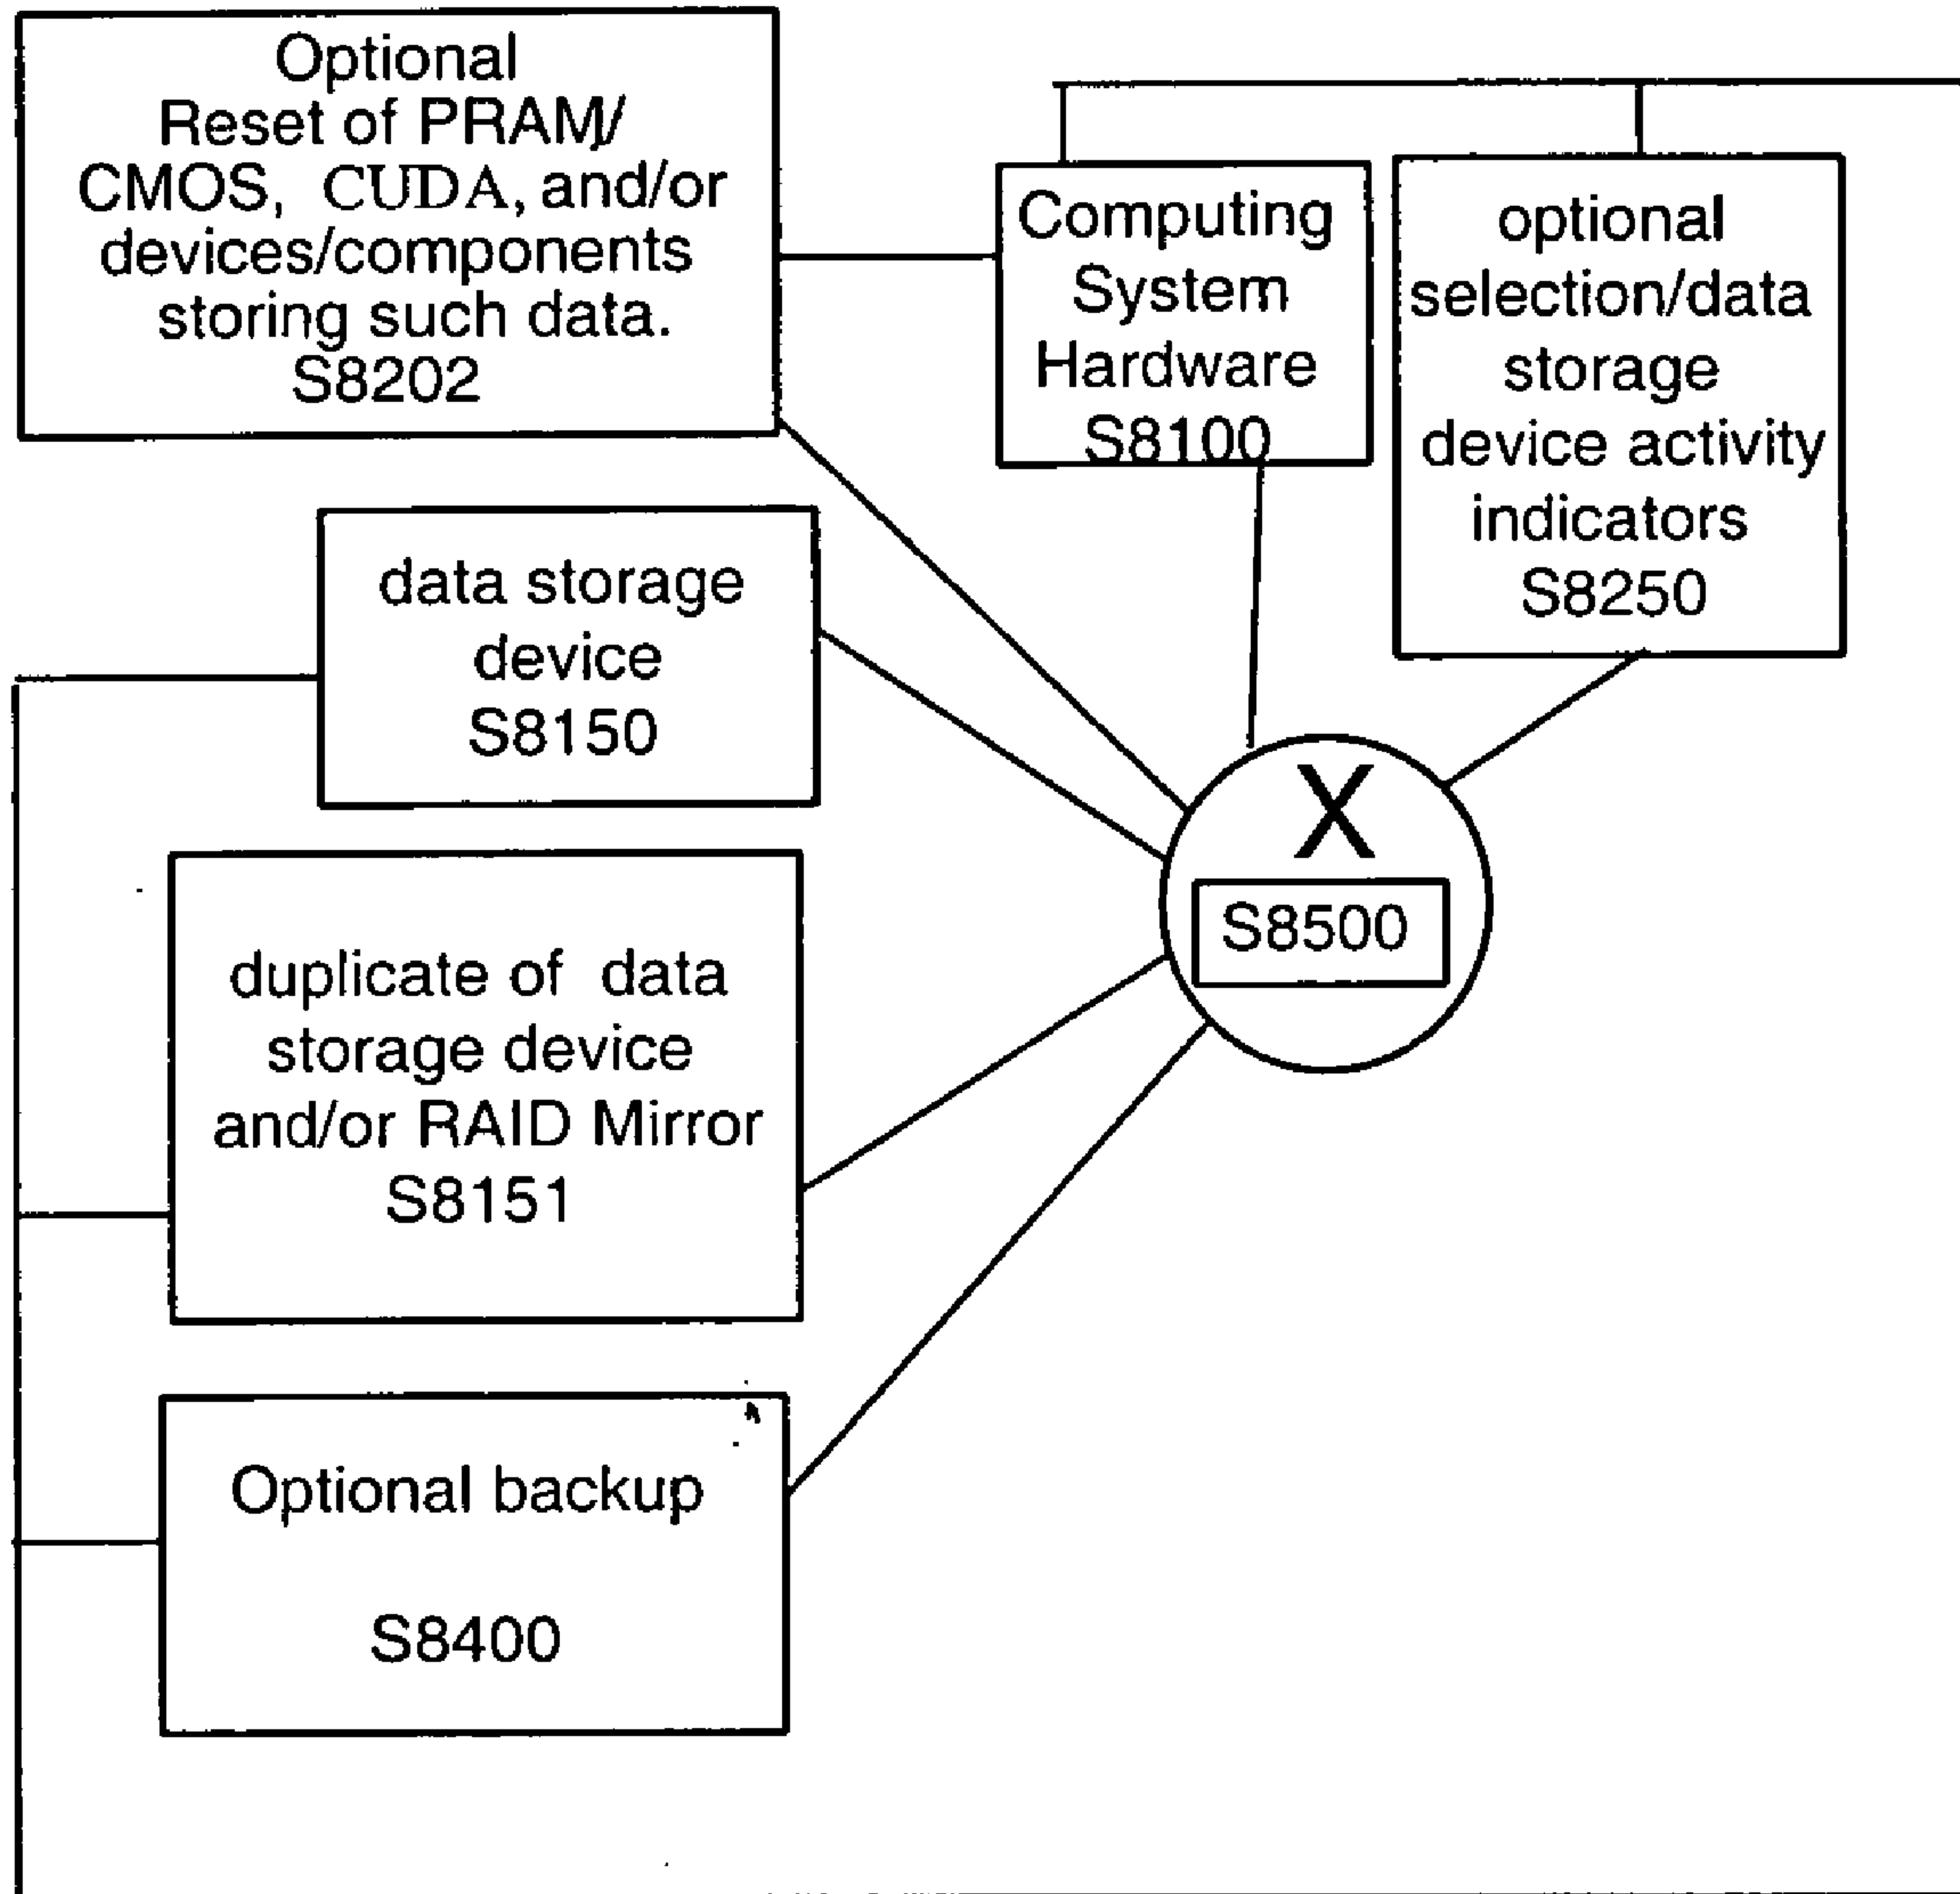 Optional
Reset of PRAM/
CMOS, CUDA, and/or
devices/components
storing such data.
S8202
Computing
System
Hardware
S8100
optional
selection/data
storage
device activity
indicators
S8250
data storage
device
S8150
X
S8500
duplicate of data
storage device
and/or RAID Mirror
S8151
Optional backup
S8400